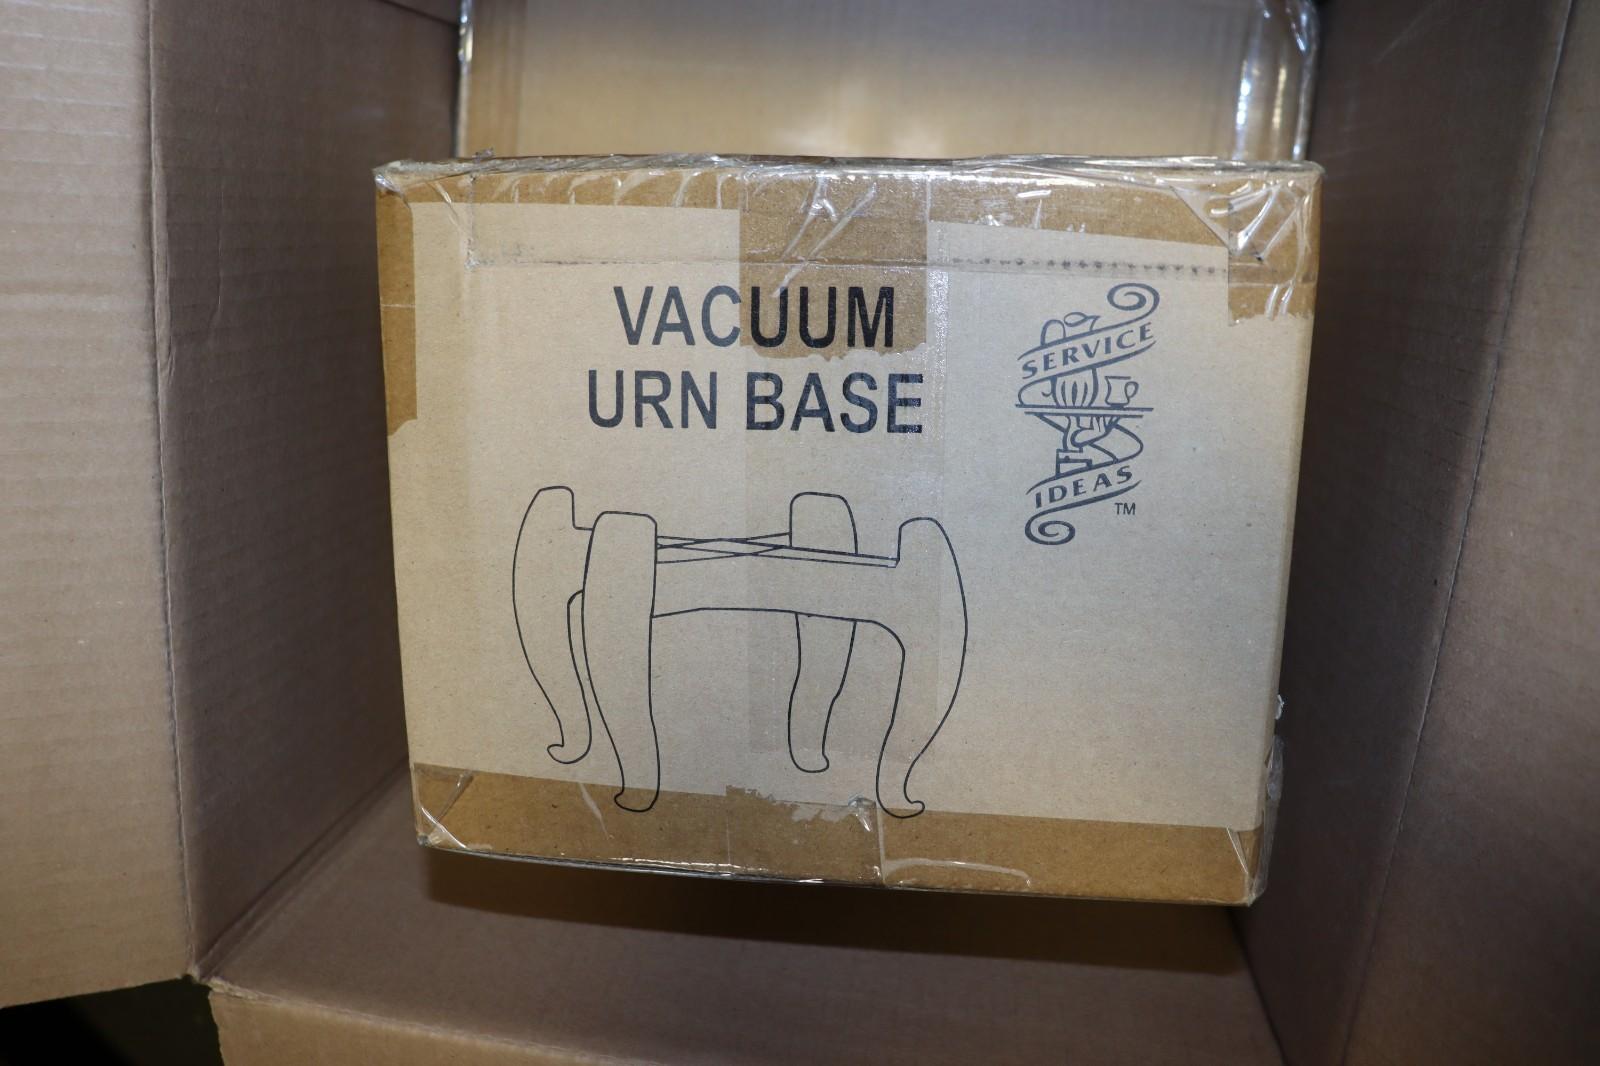 VACUUM
URN BASE
SERVICE
IDEAS
TM